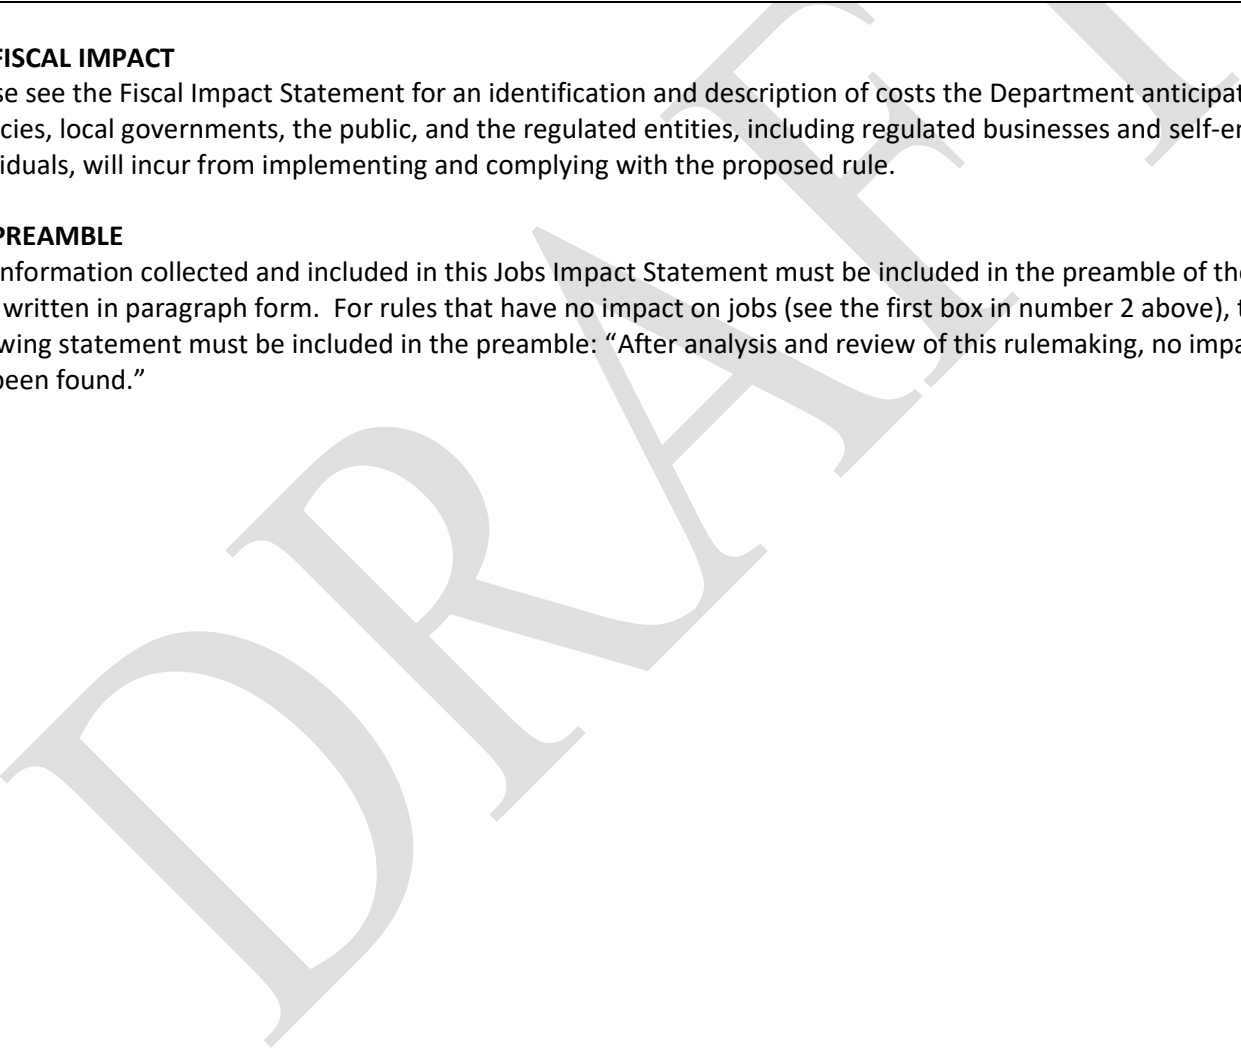 FISCAL IMPACT
se see the Fiscal Impact Statement for an identification and description of costs the Department anticipat
cies, local governments, the public, and the regulated entities, including regulated businesses and self-e
iduals, will incur from implementing and complying with the proposed rule.
PREAMBLE
information collected and included in this Jobs Impact Statement must be included in the preamble of the
written in paragraph form.  For rules that have no impact on jobs (see the first box in number 2 above), t
wing statement must be included in the preamble: “After analysis and review of this rulemaking, no impa
been found.”
DRAFT